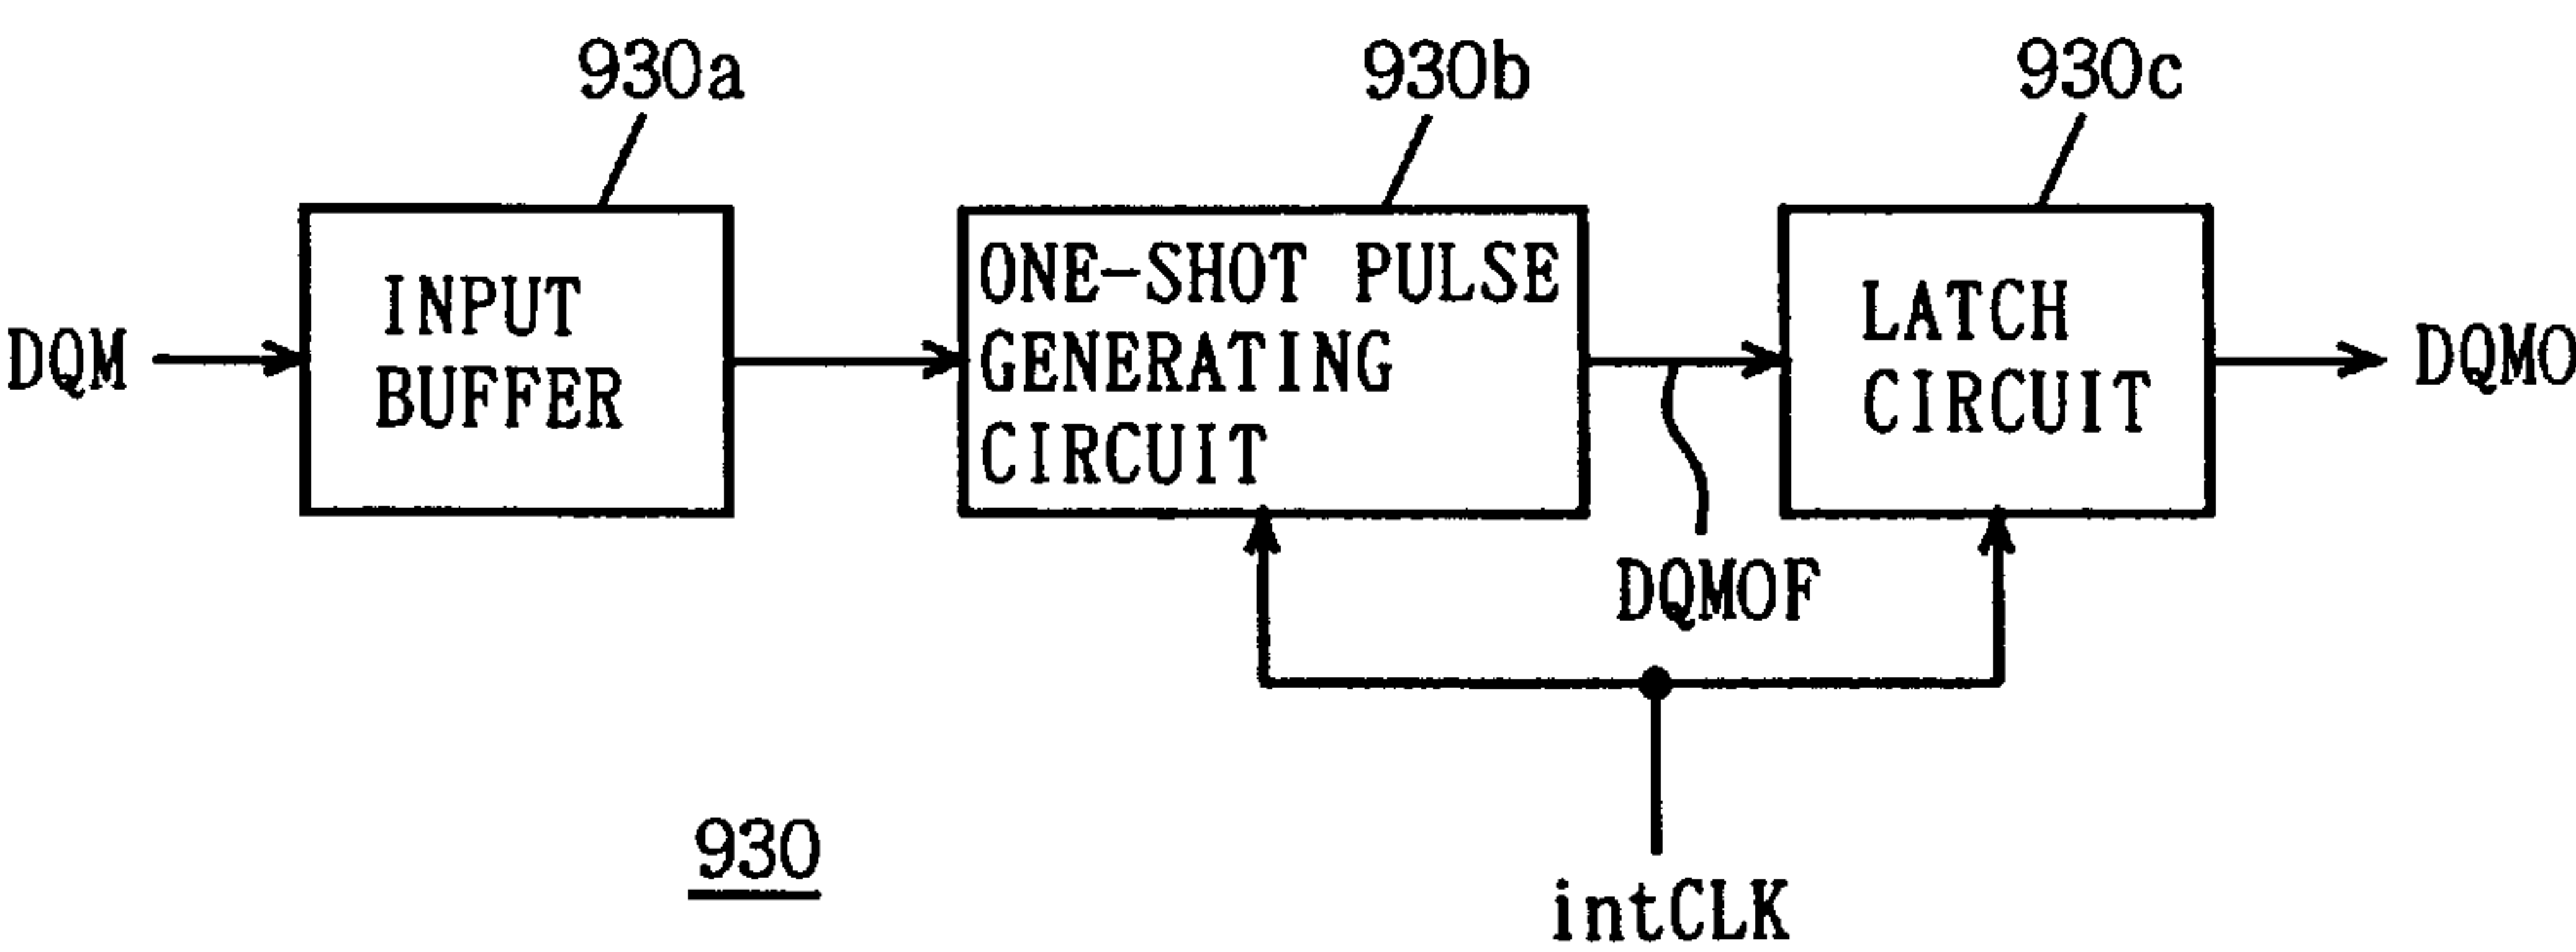 930a
930b
930c
DQM
INPUT
BUFFER
ONE-SHOT PULSE
GENERATING
CIRCUIT
LATCH
CIRCUIT
DQMO
DQMOF
930
intCLK